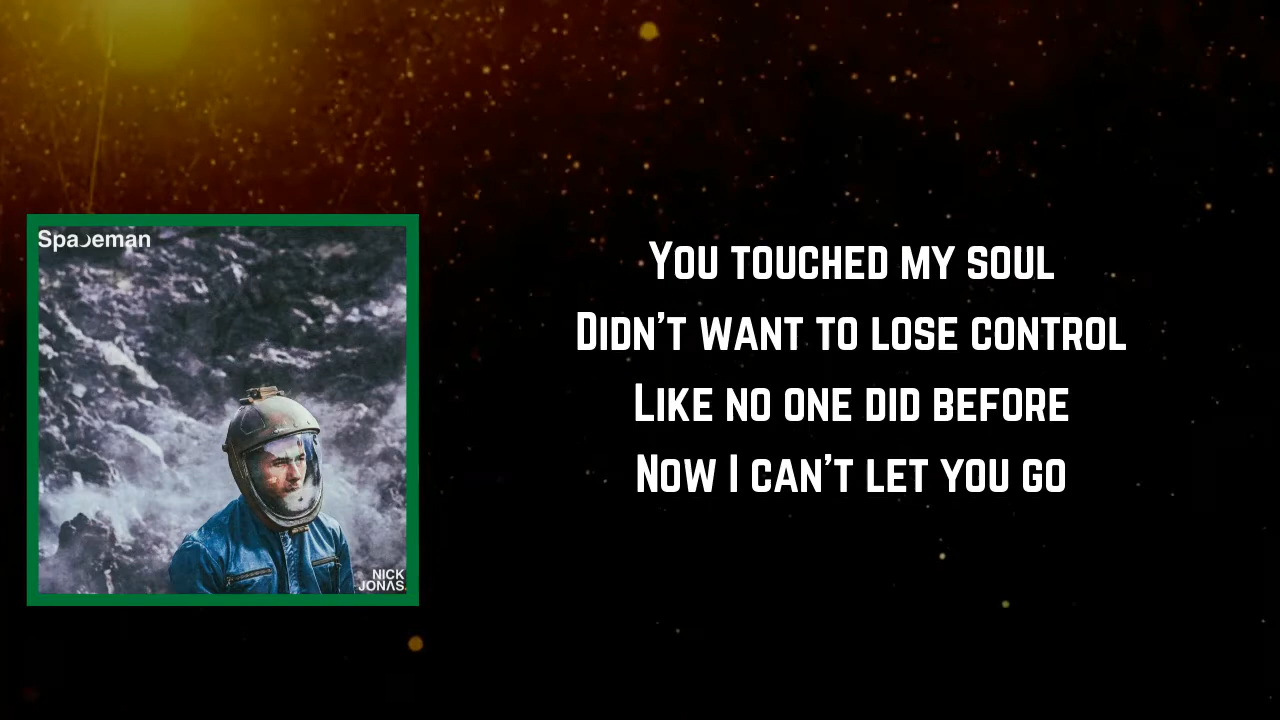 Spaceman
NICK
JONAS
You touched my soul
Didn't want to lose control
Like no one did before
Now I can't let you go